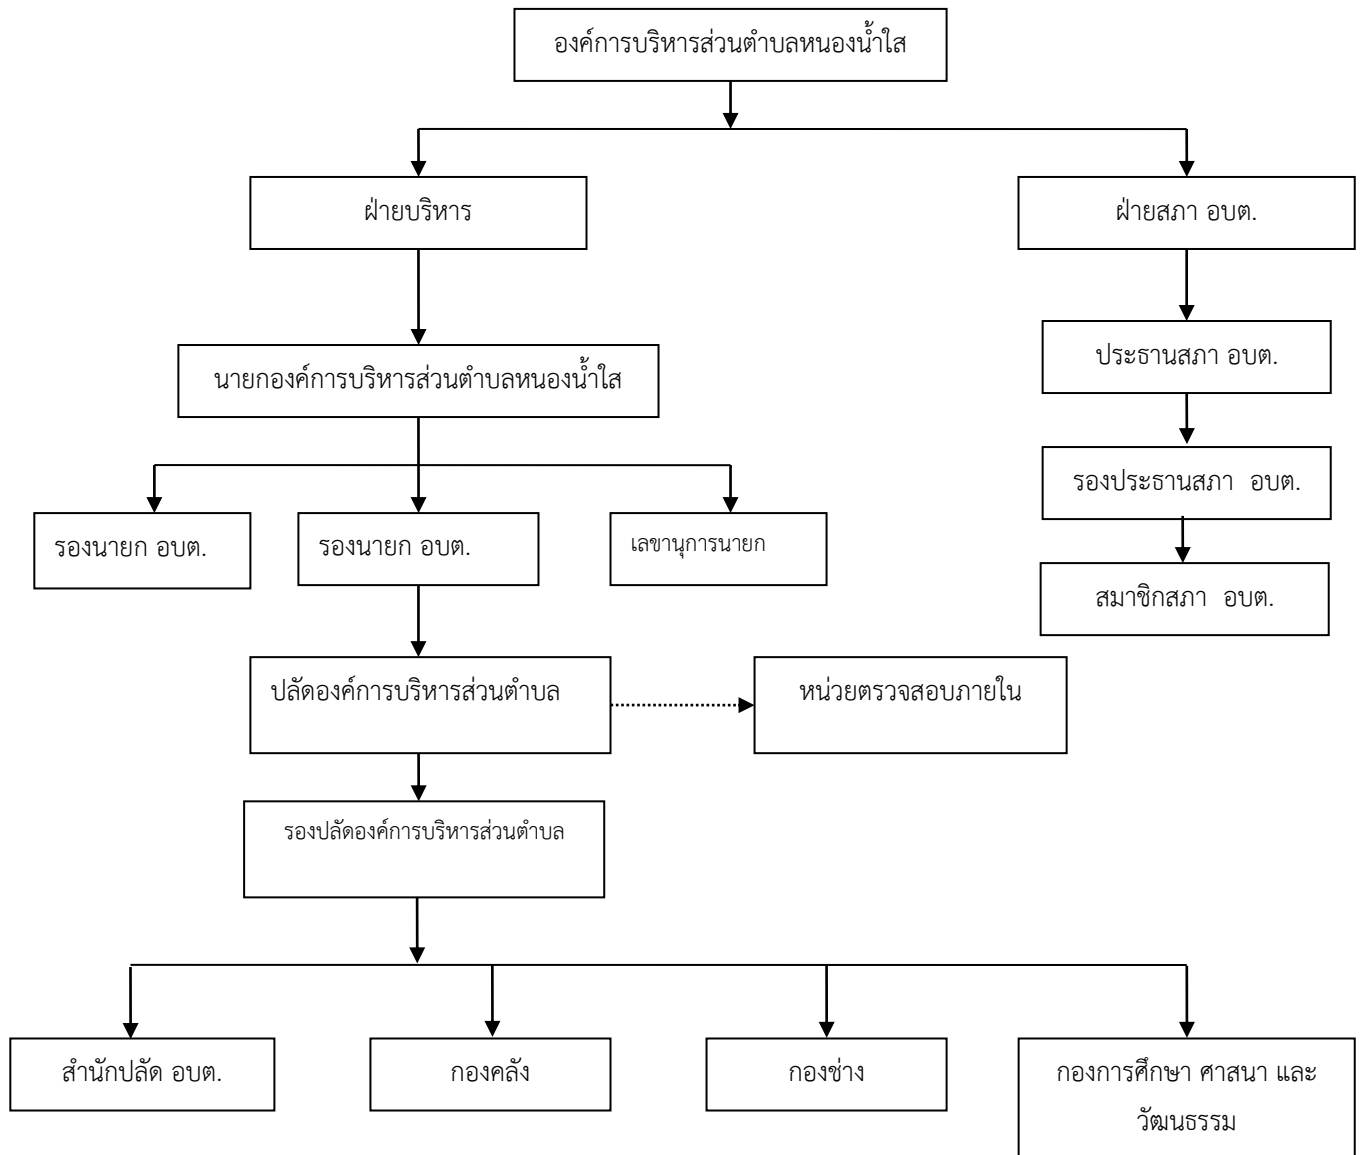 องค์การบริหารส่วนตำบลหนองน้ำใส
ฝ่ายบริหาร
ฝ่ายสภา อบต.
นายกองค์การบริหารส่วนตำบลหนองน้ำใส
ประธานสภา อบต.
รองประธานสภา  อบต.
รองนายก อบต.
รองนายก อบต.
เลขานุการนายก
สมาชิกสภา  อบต.
ปลัดองค์การบริหารส่วนตำบล
หน่วยตรวจสอบภายใน
รองปลัดองค์การบริหารส่วนตำบล
สำนักปลัด อบต.
กองคลัง
กองช่าง
กองการศึกษา ศาสนา และ
วัฒนธรรม